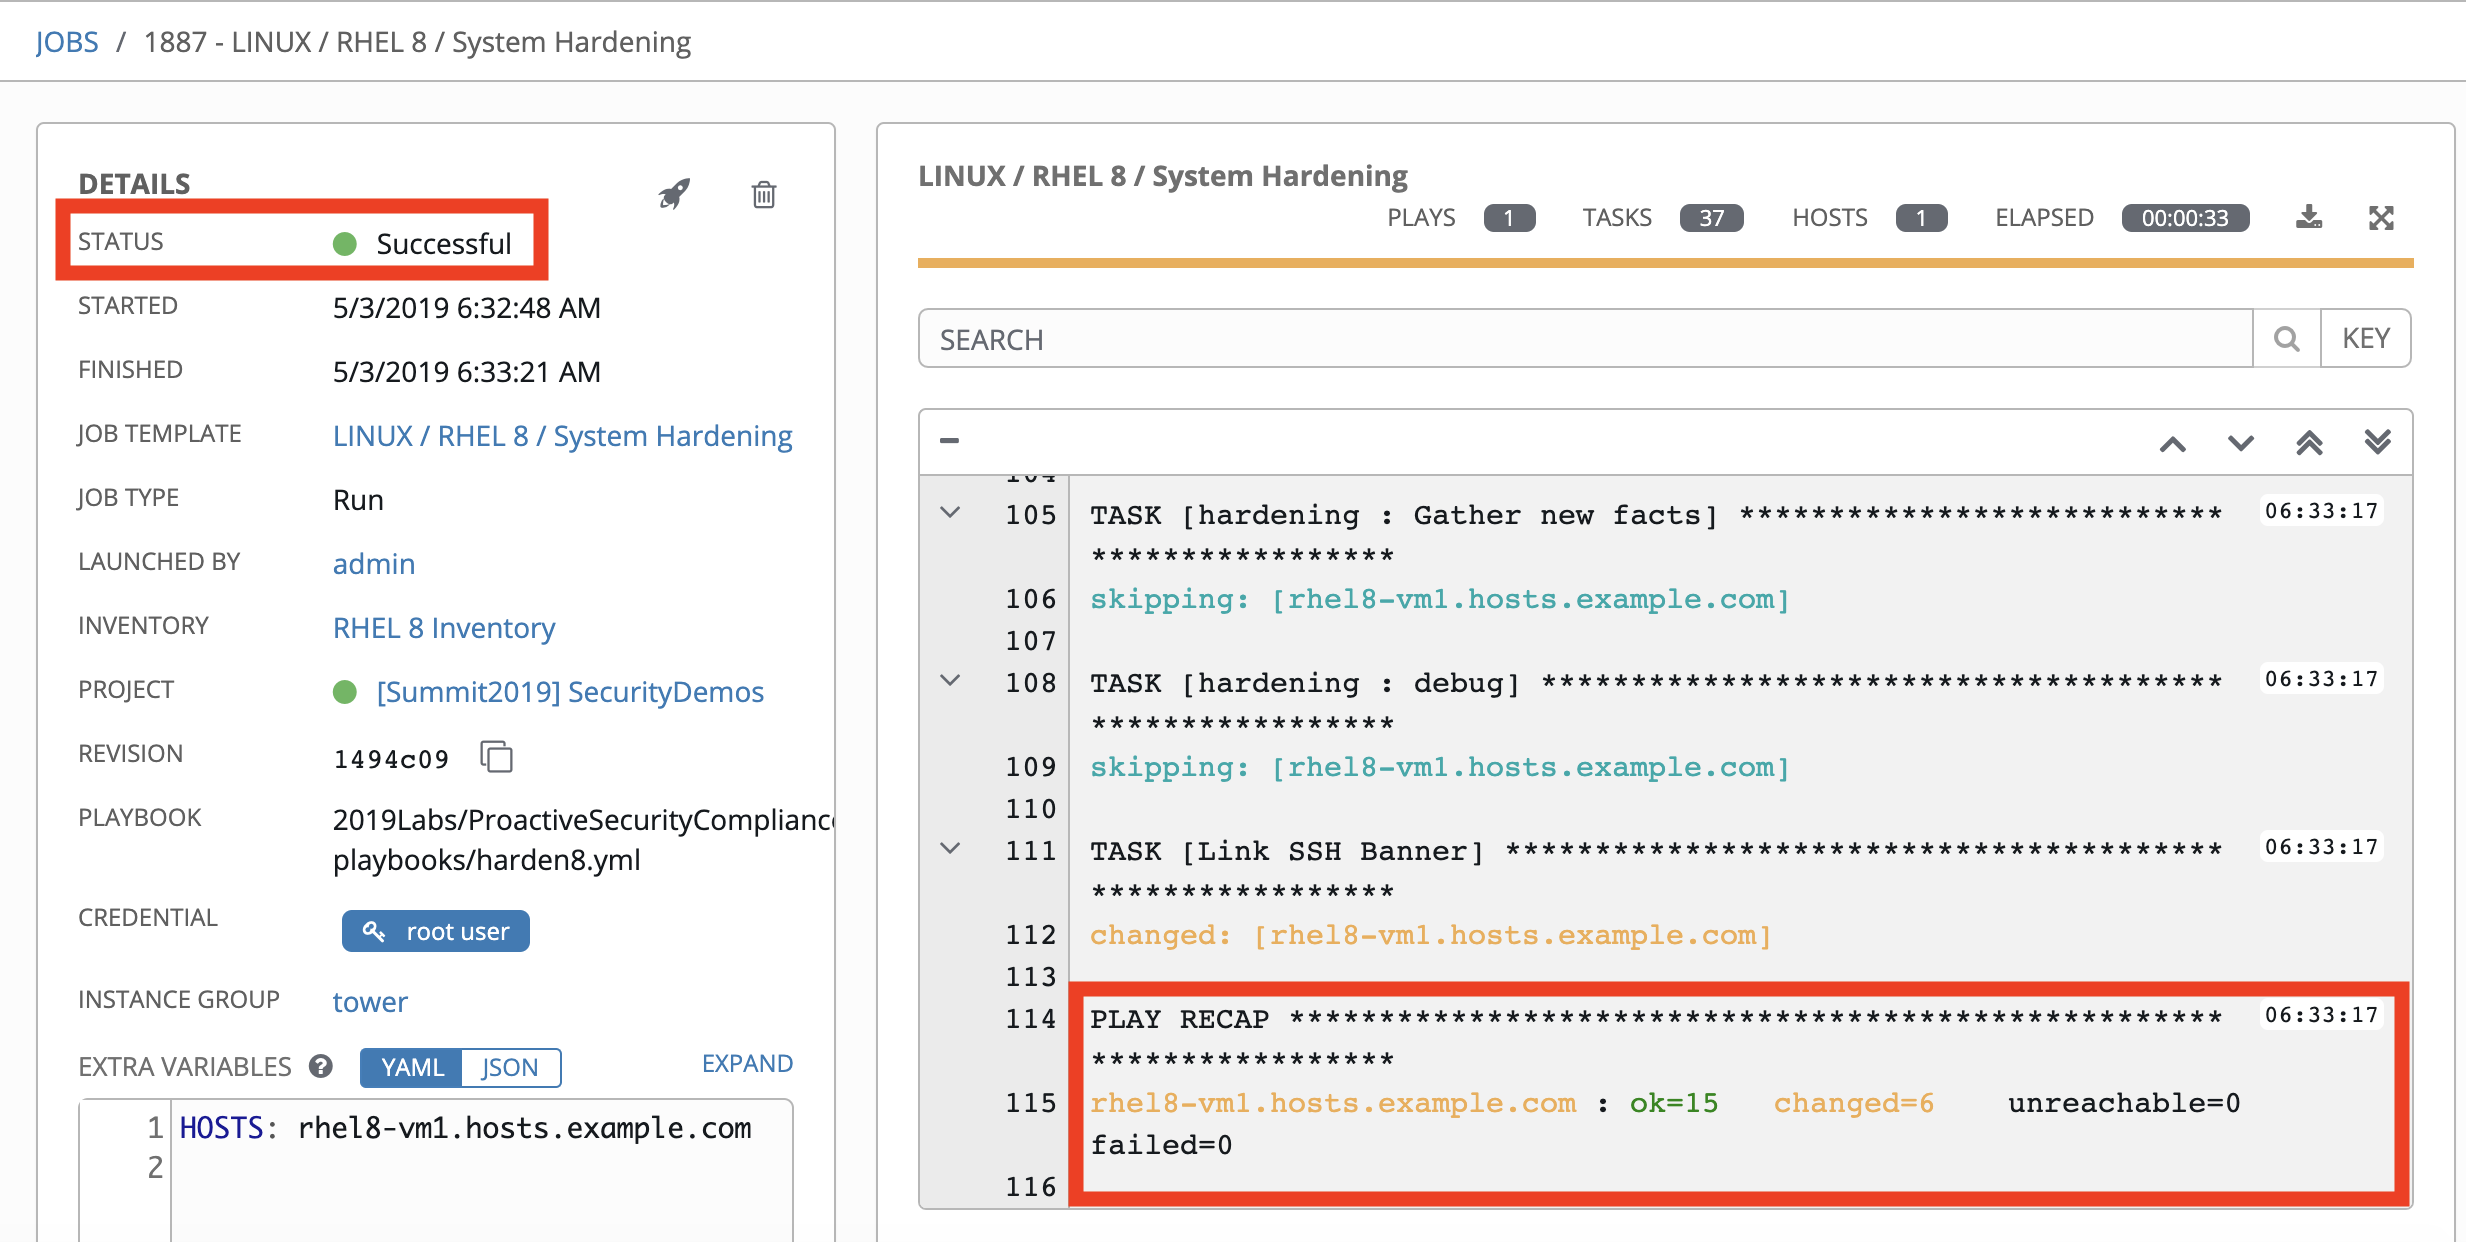 JOBS / 1887 - LINUX / RHEL 8 / System Hardening
DETAILS
STATUS Successful
STARTED 5/3/2019 6:32:48 AM
FINISHED 5/3/2019 6:33:21 AM
JOB TEMPLATE LINUX / RHEL 8 / System Hardening
JOB TYPE Run
LAUNCHED BY admin
INVENTORY RHEL 8 Inventory
PROJECT [Summit2019] SecurityDemos
REVISION 1494c09
PLAYBOOK 2019Labs/ProactiveSecurityCompliance
playbooks/harden8.yml
CREDENTIAL root user
INSTANCE GROUP tower
EXTRA VARIABLES ? YAML JSON EXPAND
1 HOSTS: rhel8-vm1.hosts.example.com
2
LINUX / RHEL 8 / System Hardening
PLAYS 1 TASKS 37 HOSTS 1 ELAPSED 00:00:33
SEARCH KEY
104
105 TASK [hardening : Gather new facts] *************************** 06:33:17
*****************
106 skipping: [rhel8-vm1.hosts.example.com]
107
108 TASK [hardening : debug] ************************************** 06:33:17
*****************
109 skipping: [rhel8-vm1.hosts.example.com]
110
111 TASK [Link SSH Banner] **************************************** 06:33:17
*****************
112 changed: [rhel8-vm1.hosts.example.com]
113
114 PLAY RECAP **************************************************** 06:33:17
*****************
115 rhel8-vm1.hosts.example.com : ok=15 changed=6 unreachable=0
failed=0
116